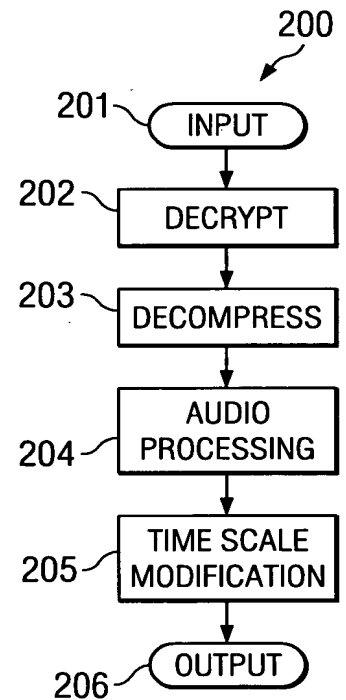 200
201
INPUT
202
DECRYPT
203
DECOMPRESS
204
AUDIO
PROCESSING
205
TIME SCALE
MODIFICATION
206
OUTPUT